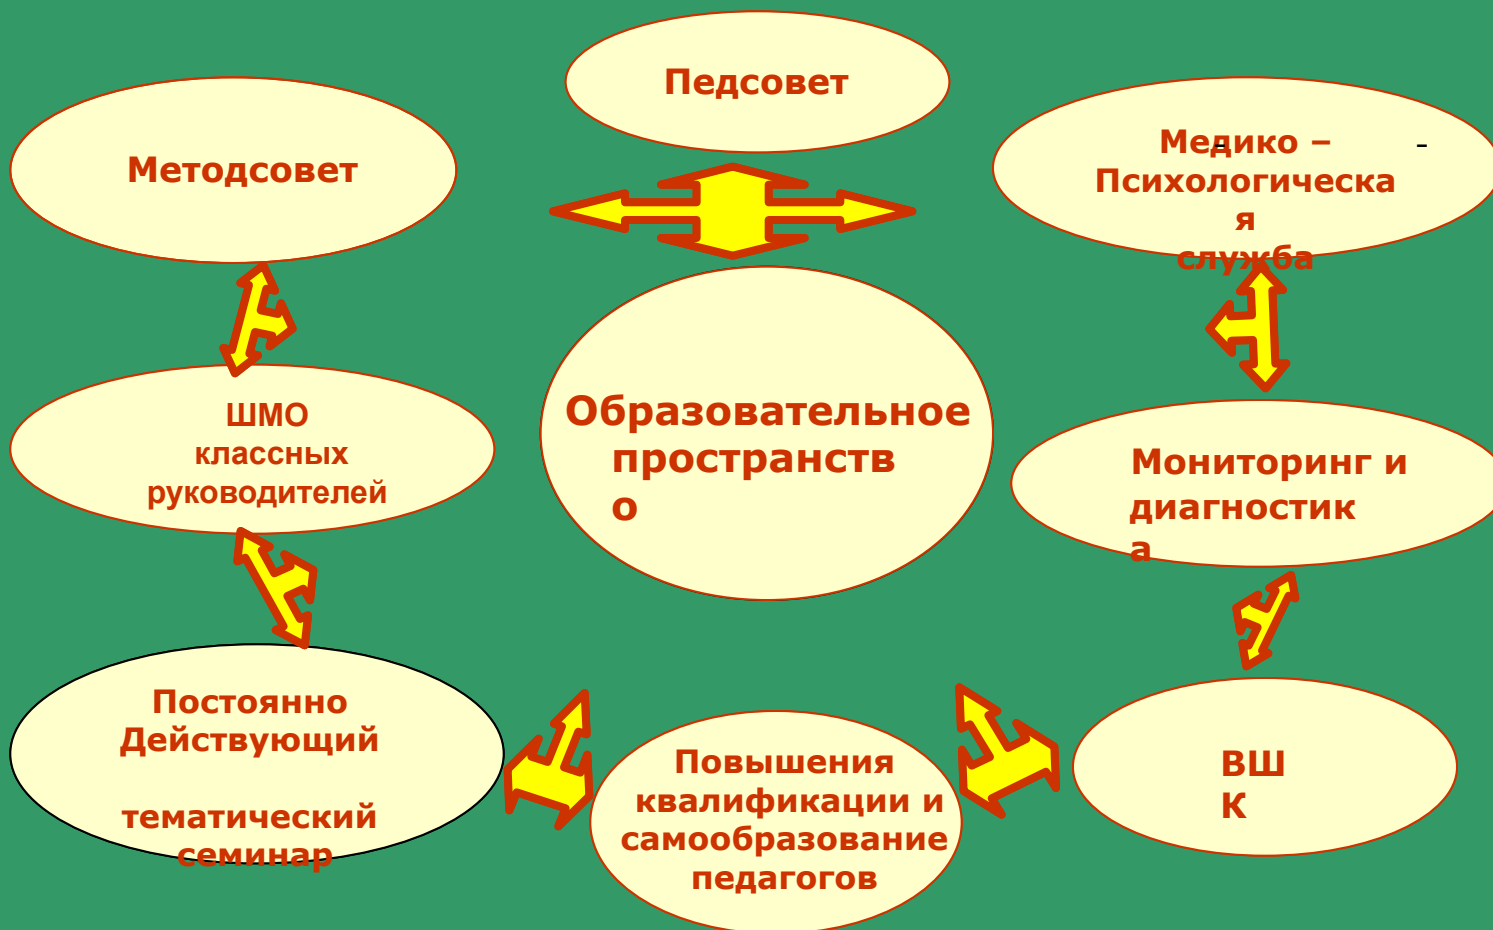 Педсовет
Методсовет
Медико –
Психологическа
я
служба
-
-
ШМО
классных
руководителей
Образовательное
пространств
о
Мониторинг и
диагностик
а
Постоянно
Действующий
тематический
семинар
Повышения
квалификации и
самообразование
педагогов
ВШ
К